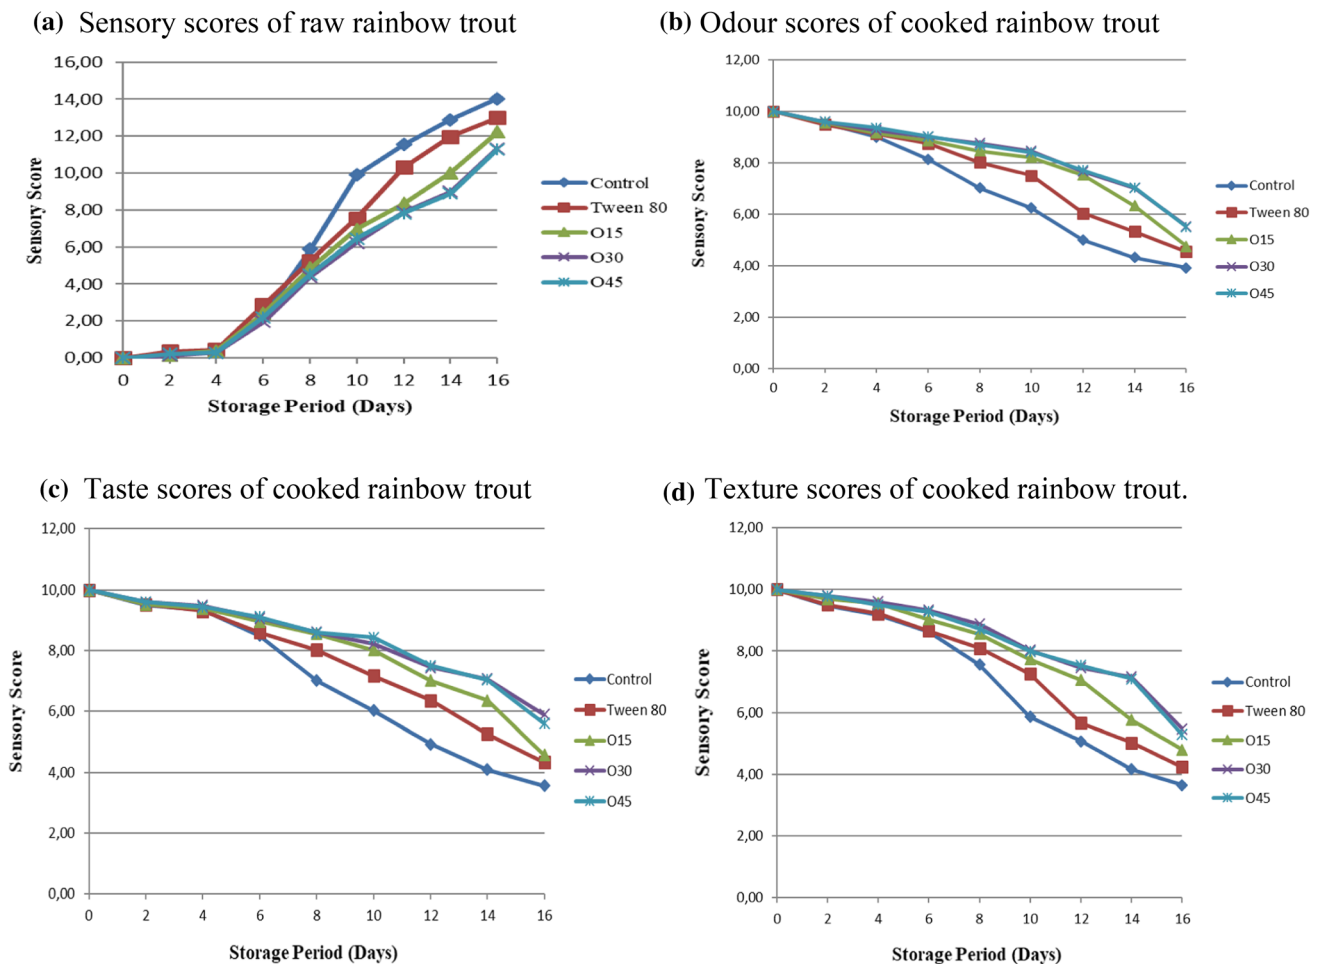 (a) Sensory scores of raw rainbow trout
16,00
14,00
12,00
10,00
8,00
6,00
4,00
2,00
0,00
Sensory Score
0 2 4 6 8 10 12 14 16
Storage Period (Days)
Control
Tween 80
O15
O30
O45
(b) Odour scores of cooked rainbow trout
12,00
10,00
8,00
6,00
4,00
2,00
0,00
Sensory Score
0 2 4 6 8 10 12 14 16
Storage Period (Days)
Control
Tween 80
O15
O30
O45
(c) Taste scores of cooked rainbow trout
12,00
10,00
8,00
6,00
4,00
2,00
0,00
Sensory Score
0 2 4 6 8 10 12 14 16
Storage Period (Days)
Control
Tween 80
O15
O30
O45
(d) Texture scores of cooked rainbow trout.
12,00
10,00
8,00
6,00
4,00
2,00
0,00
Sensory Score
0 2 4 6 8 10 12 14 16
Storage Period (Days)
Control
Tween 80
O15
O30
O45